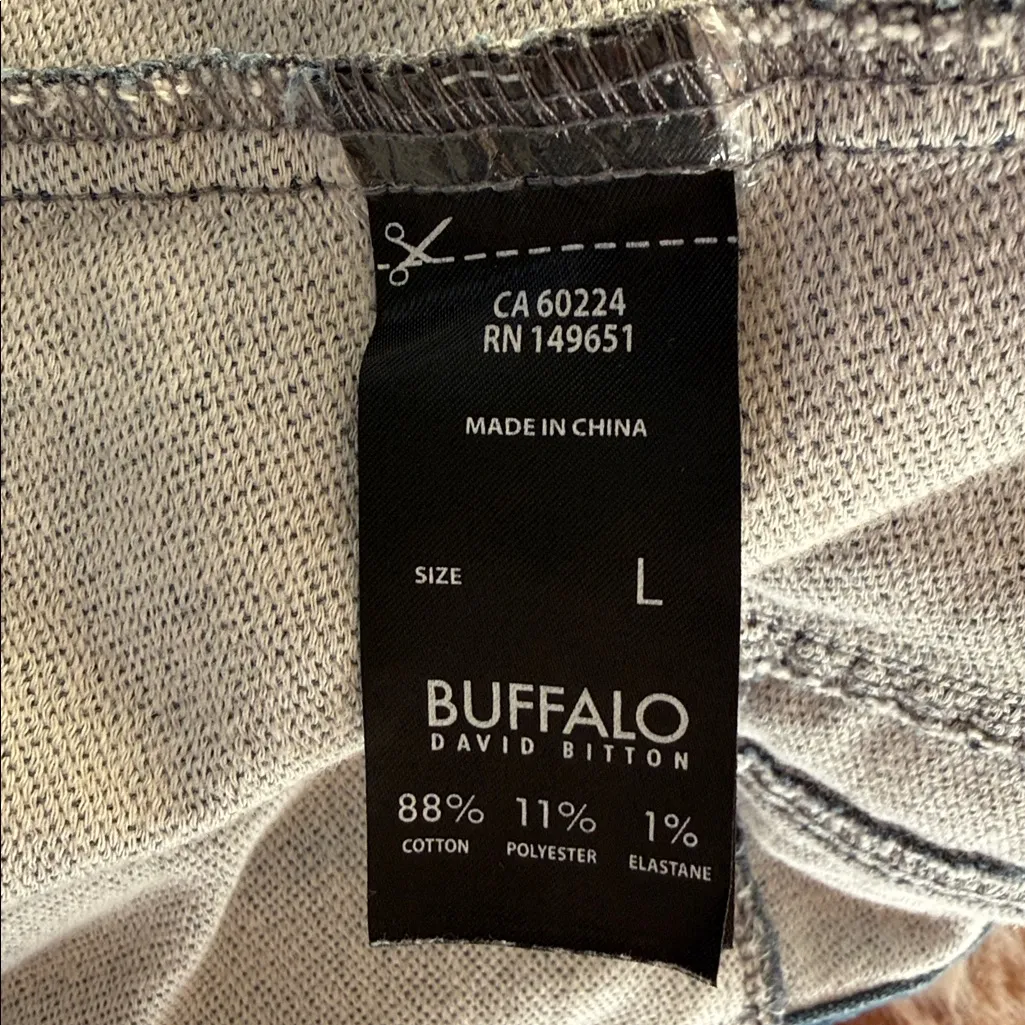 CA 60224
RN 149651
MADE IN CHINA
SIZE L
BUFFALO
DAVID BITTON
88% 11% 1%
COTTON POLYESTER ELASTANE